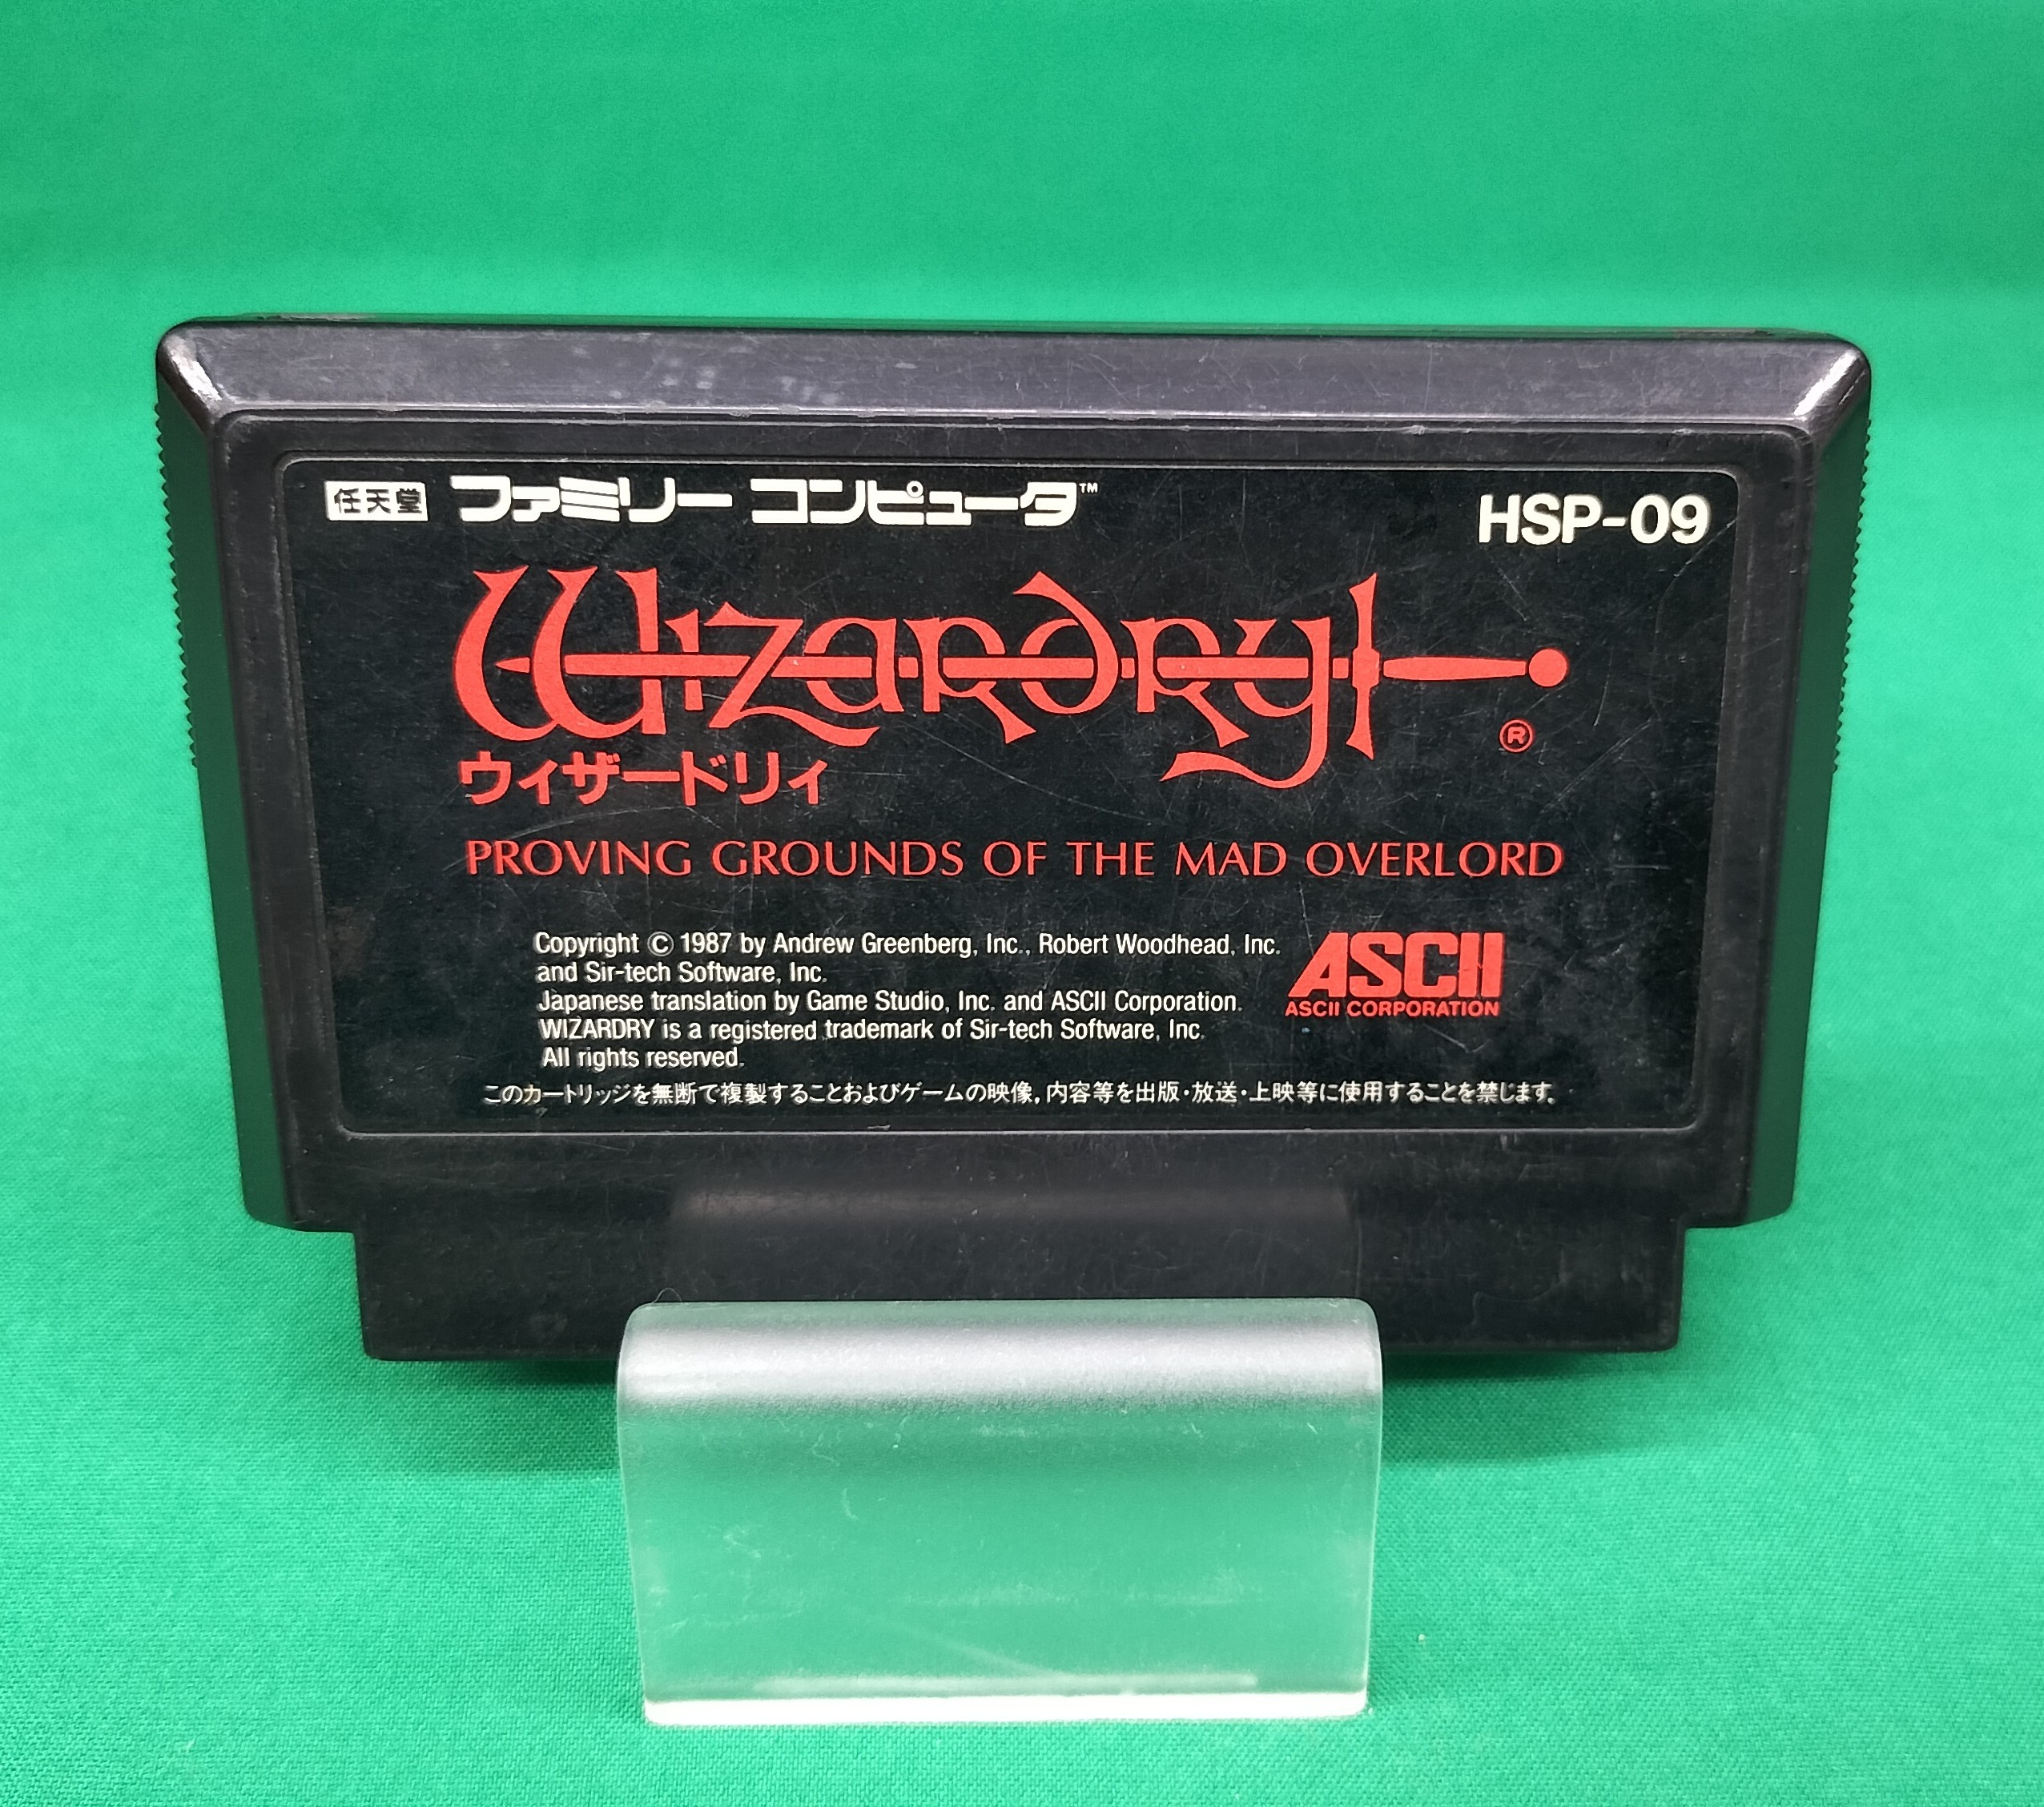 任天堂 ファミリー コンピュータ™
HSP-09
Wizardry
®
ウィザードリィ
PROVING GROUNDS OF THE MAD OVERLORD
Copyright © 1987 by Andrew Greenberg, Inc., Robert Woodhead, Inc.
and Sir-tech Software, Inc.
Japanese translation by Game Studio, Inc. and ASCII Corporation.
WIZARDRY is a registered trademark of Sir-tech Software, Inc.
All rights reserved.
ASCII
ASCII CORPORATION
このカートリッジを無断で複製することおよびゲームの映像,内容等を出版・放送・上映等に使用することを禁じます。